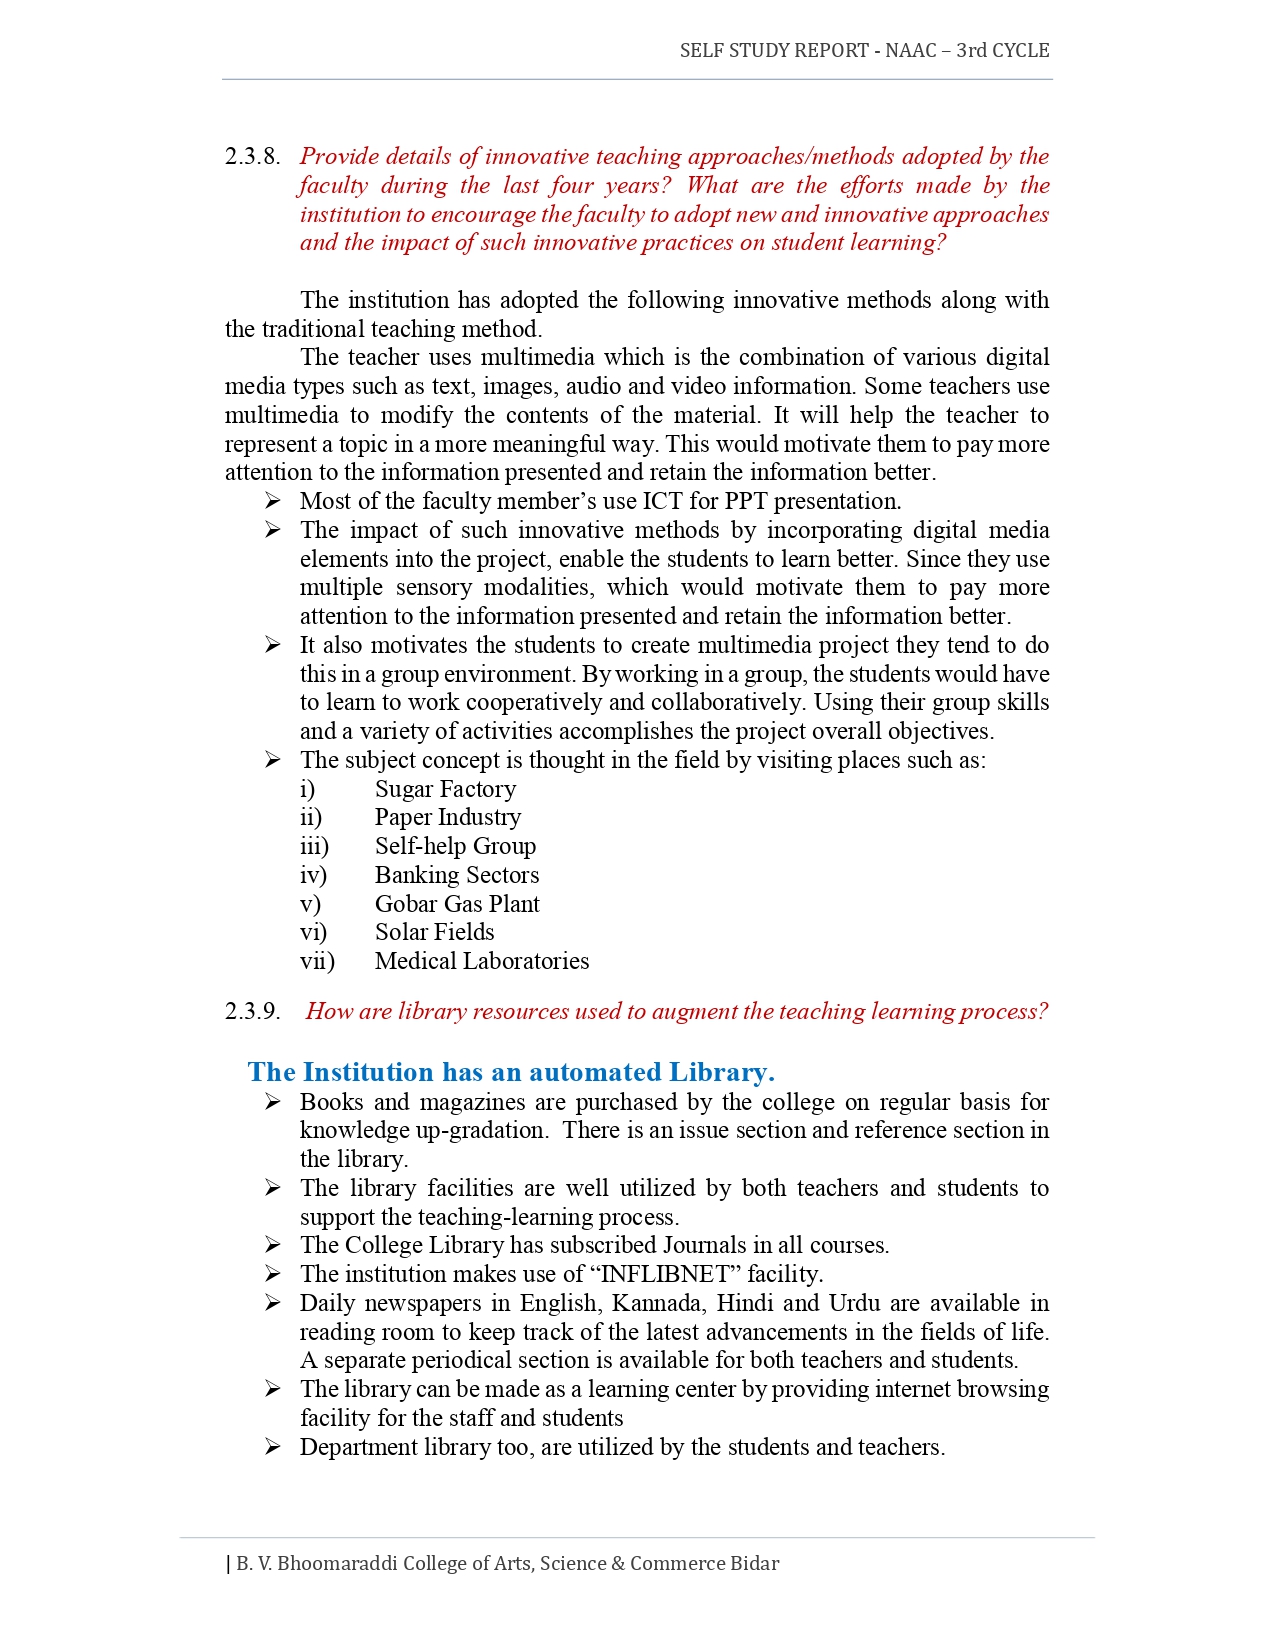 SELF STUDY REPORT - NAAC – 3rd CYCLE
2.3.8. Provide details of innovative teaching approaches/methods adopted by the
faculty during the last four years? What are the efforts made by the
institution to encourage the faculty to adopt new and innovative approaches
and the impact of such innovative practices on student learning?
The institution has adopted the following innovative methods along with
the traditional teaching method.
The teacher uses multimedia which is the combination of various digital
media types such as text, images, audio and video information. Some teachers use
multimedia to modify the contents of the material. It will help the teacher to
represent a topic in a more meaningful way. This would motivate them to pay more
attention to the information presented and retain the information better.
➢ Most of the faculty member’s use ICT for PPT presentation.
➢ The impact of such innovative methods by incorporating digital media
elements into the project, enable the students to learn better. Since they use
multiple sensory modalities, which would motivate them to pay more
attention to the information presented and retain the information better.
➢ It also motivates the students to create multimedia project they tend to do
this in a group environment. By working in a group, the students would have
to learn to work cooperatively and collaboratively. Using their group skills
and a variety of activities accomplishes the project overall objectives.
➢ The subject concept is thought in the field by visiting places such as:
i) Sugar Factory
ii) Paper Industry
iii) Self-help Group
iv) Banking Sectors
v) Gobar Gas Plant
vi) Solar Fields
vii) Medical Laboratories
2.3.9. How are library resources used to augment the teaching learning process?
The Institution has an automated Library.
➢ Books and magazines are purchased by the college on regular basis for
knowledge up-gradation. There is an issue section and reference section in
the library.
➢ The library facilities are well utilized by both teachers and students to
support the teaching-learning process.
➢ The College Library has subscribed Journals in all courses.
➢ The institution makes use of “INFLIBNET” facility.
➢ Daily newspapers in English, Kannada, Hindi and Urdu are available in
reading room to keep track of the latest advancements in the fields of life.
A separate periodical section is available for both teachers and students.
➢ The library can be made as a learning center by providing internet browsing
facility for the staff and students
➢ Department library too, are utilized by the students and teachers.
| B. V. Bhoomaraddi College of Arts, Science & Commerce Bidar